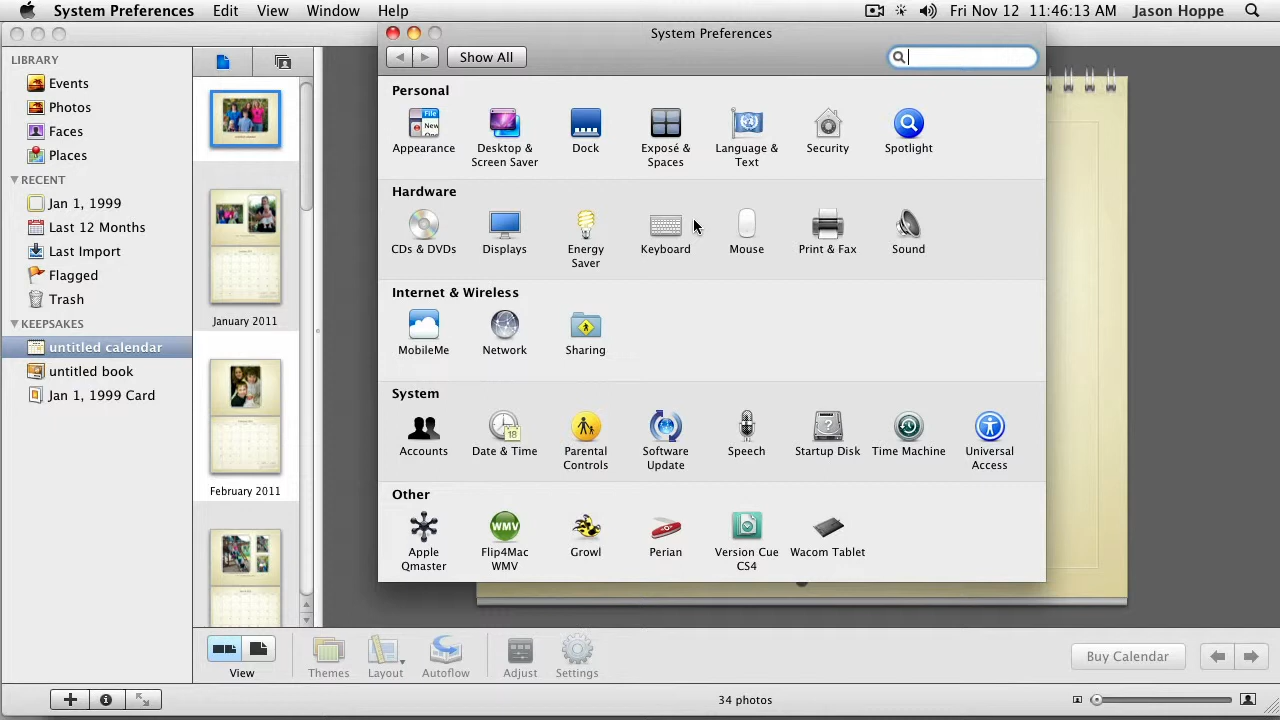 System Preferences Edit View Window Help Fri Nov 12 11:46:13 AM Jason Hoppe
System Preferences
Show All
LIBRARY
Events
Photos
Faces
Places
RECENT
Jan 1, 1999
Last 12 Months
Last Import
Flagged
Trash
KEEPSAKES
untitled calendar
untitled book
Jan 1, 1999 Card
January 2011
February 2011
Personal
Appearance
Desktop &
Screen Saver
Dock
Exposé &
Spaces
Language &
Text
Security
Spotlight
Hardware
CDs & DVDs
Displays
Energy
Saver
Keyboard
Mouse
Print & Fax
Sound
Internet & Wireless
MobileMe
Network
Sharing
System
Accounts
Date & Time
Parental
Controls
Software
Update
Speech
Startup Disk
Time Machine
Universal
Access
Other
Apple
Qmaster
WMV
Flip4Mac
WMV
Growl
Perian
Version Cue
CS4
Wacom Tablet
View
Themes
Layout
Autoflow
Adjust
Settings
Buy Calendar
34 photos